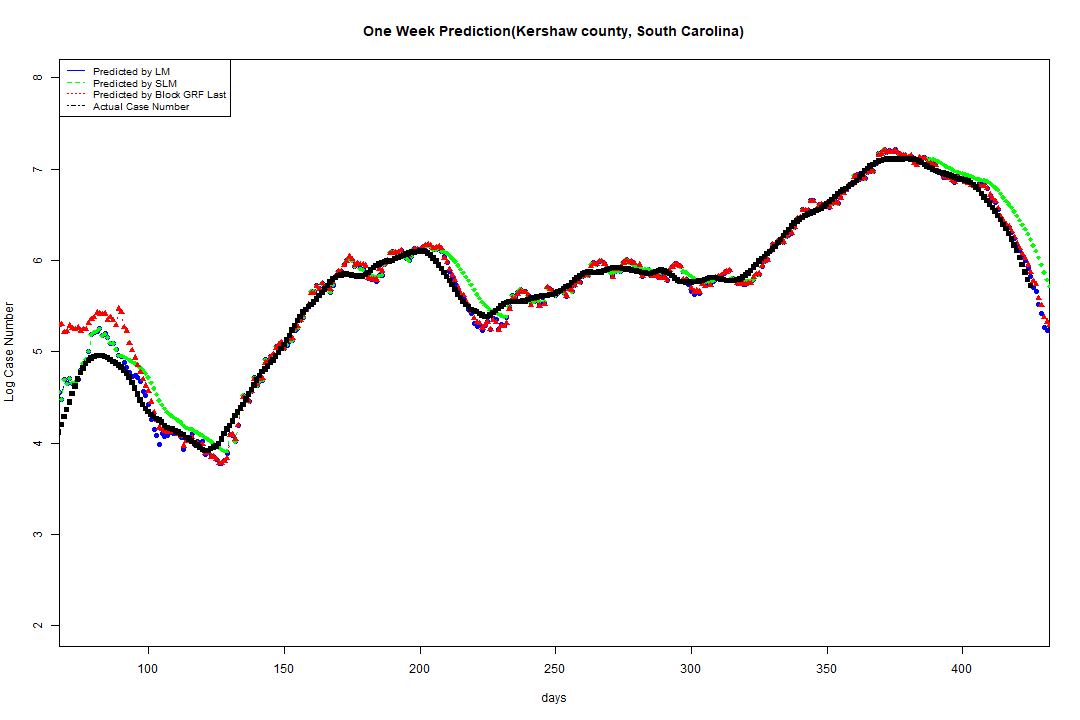 One Week Prediction(Kershaw county, South Carolina)
Predicted by LM
Predicted by SLM
Predicted by Block GRF Last
Actual Case Number
8
7
6
5
4
3
2
Log Case Number
100 150 200 250 300 350 400
days